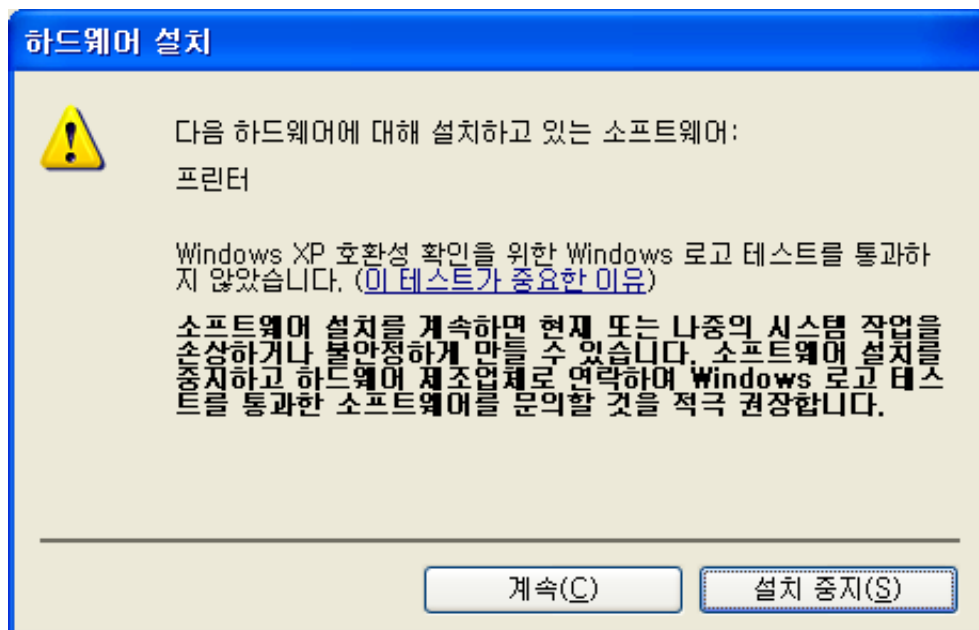 하드웨어 설치
다음 하드웨어에 대해 설치하고 있는 소프트웨어:
프린터
Windows XP 호환성 확인을 위한 Windows 로고 테스트를 통과하
지 않았습니다. (이 테스트가 중요한 이유)
소프트웨어 설치를 계속하면 현재 또는 나중의 시스템 작업을
손상하거나 불안정하게 만들 수 있습니다. 소프트웨어 설치를
중지하고 하드웨어 제조업체로 연락하여 Windows 로고 테스
트를 통과한 소프트웨어를 문의할 것을 적극 권장합니다.
계속(C)
설치 중지(S)